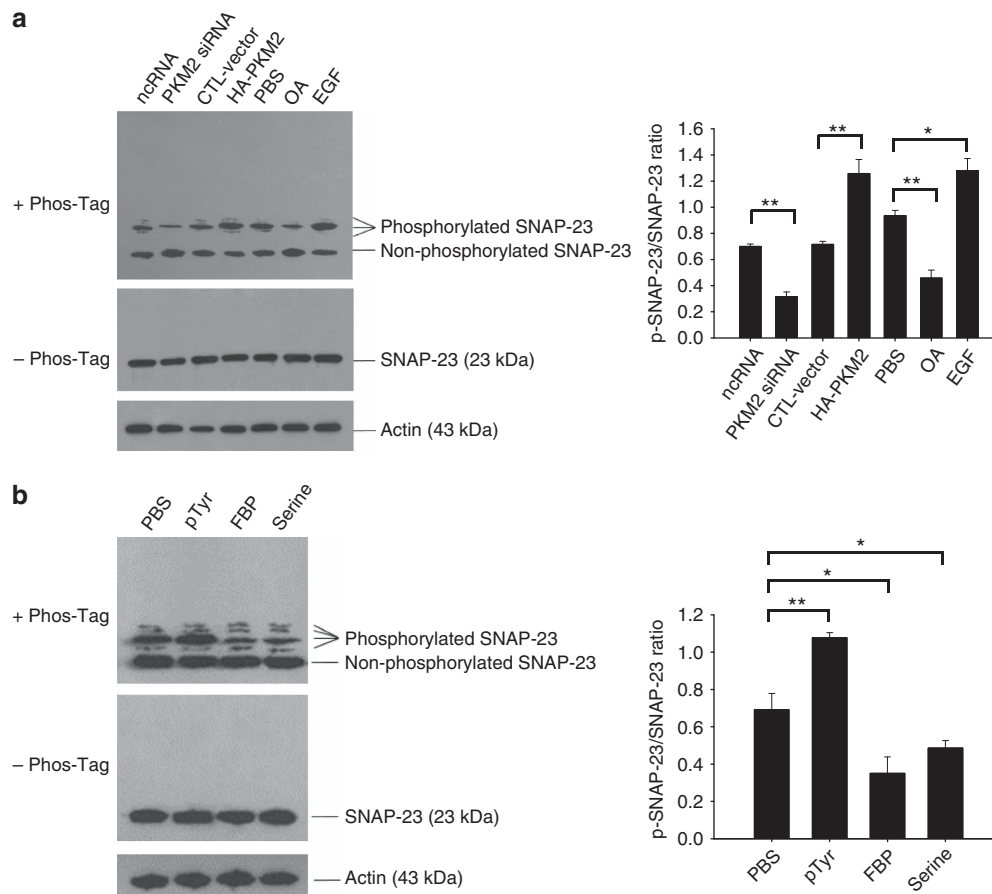 a
ncRNA
PKM2 siRNA
CTL-vector
HA-PKM2
PBS
OA
EGF
+ Phos-Tag
Phosphorylated SNAP-23
Non-phosphorylated SNAP-23
– Phos-Tag
SNAP-23 (23 kDa)
Actin (43 kDa)
p-SNAP-23/SNAP-23 ratio
1.6
1.4
1.2
1.0
0.8
0.6
0.4
0.2
0.0
**
**
**
*
ncRNA
PKM2 siRNA
CTL-vector
HA-PKM2
PBS
OA
EGF
b
PBS
pTyr
FBP
Serine
+ Phos-Tag
Phosphorylated SNAP-23
Non-phosphorylated SNAP-23
– Phos-Tag
SNAP-23 (23 kDa)
Actin (43 kDa)
p-SNAP-23/SNAP-23 ratio
1.2
1.0
0.8
0.6
0.4
0.2
0.0
*
*
**
PBS
pTyr
FBP
Serine